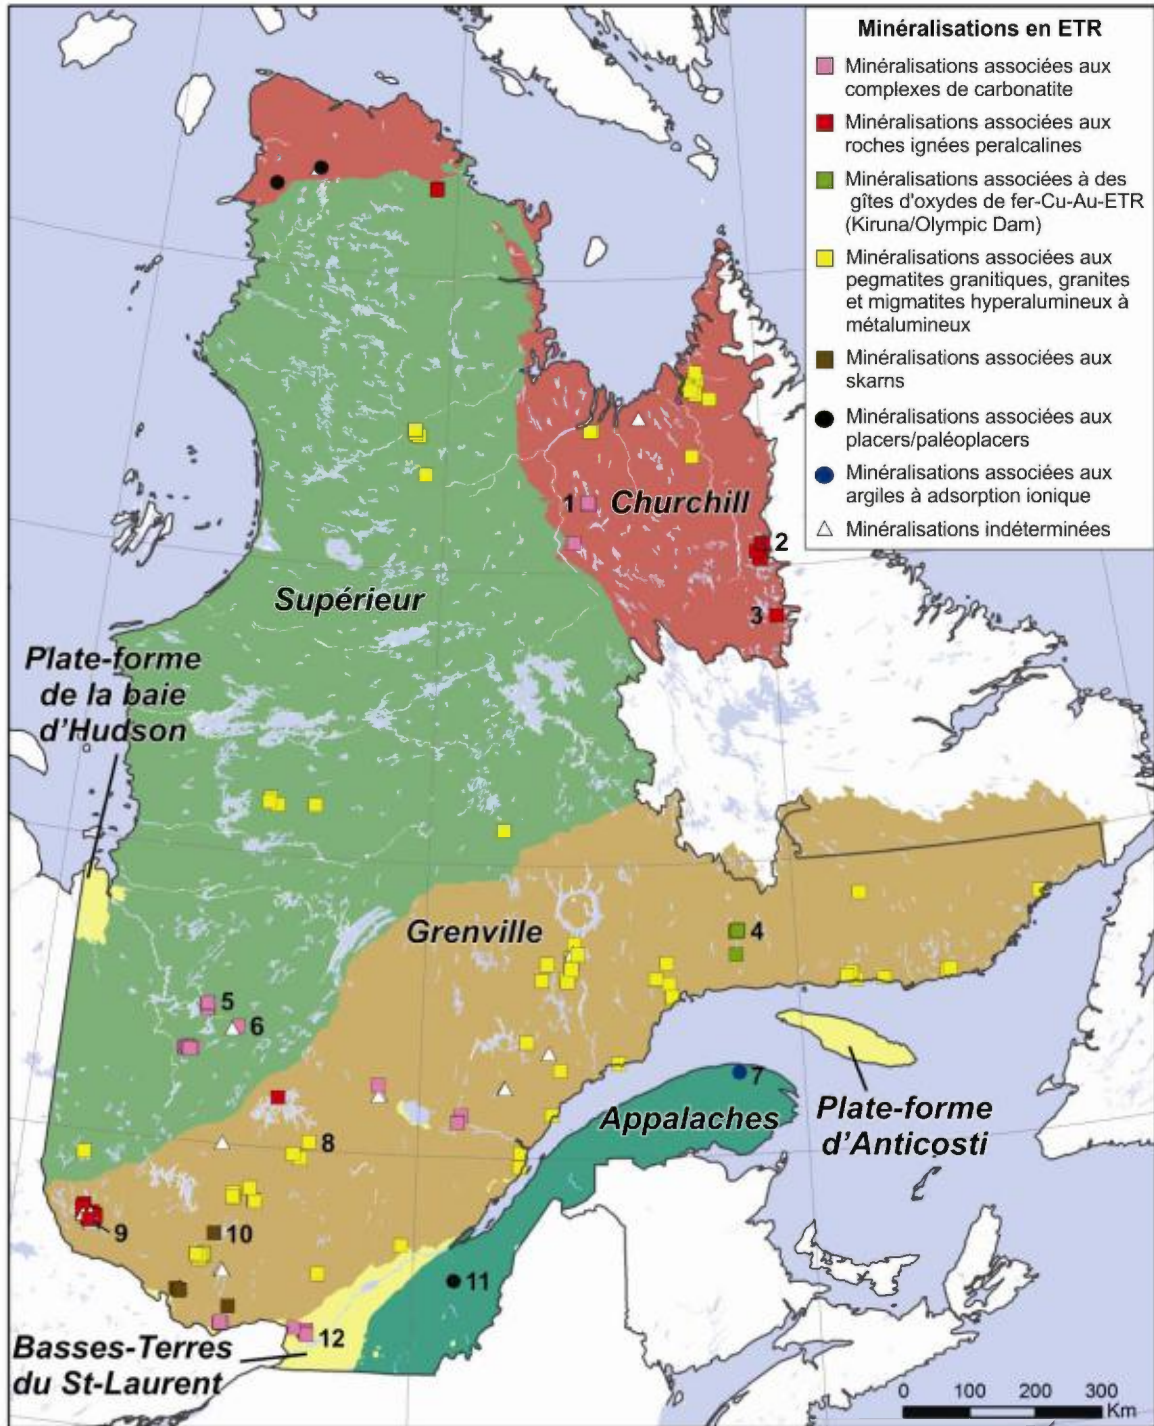 Minéralisations en ETR
Minéralisations associées aux
complexes de carbonatite
Minéralisations associées aux
roches ignées peralcalines
Minéralisations associées à des
gîtes d'oxydes de fer-Cu-Au-ETR
(Kiruna/Olympic Dam)
Minéralisations associées aux
pegmatites granitiques, granites
et migmatites hyperalumineux à
métalumineux
Minéralisations associées aux
skarns
Minéralisations associées aux
placers/paléoplacers
Minéralisations associées aux
argiles à adsorption ionique
Minéralisations indéterminées
1
Churchill
2
3
Supérieur
Plate-forme
de la baie
d'Hudson
Grenville
4
5
6
7
Appalaches
Plate-forme
d'Anticosti
8
9
10
11
12
Basses-Terres
du St-Laurent
0 100 200 300
Km